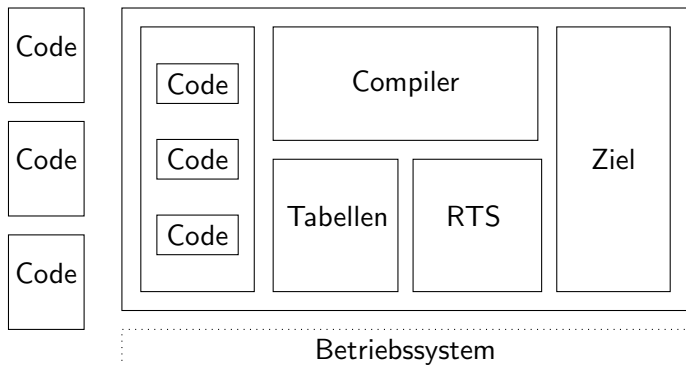 Code
Code
Code
Code
Code
Code
Compiler
Tabellen
RTS
Ziel
Betriebssystem